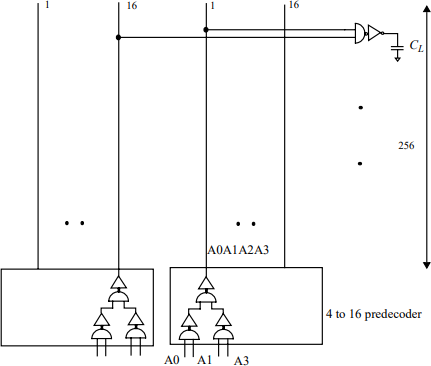 1
16
1
16
C_L
256
A0A1A2A3
4 to 16 predecoder
A0
A1
A3